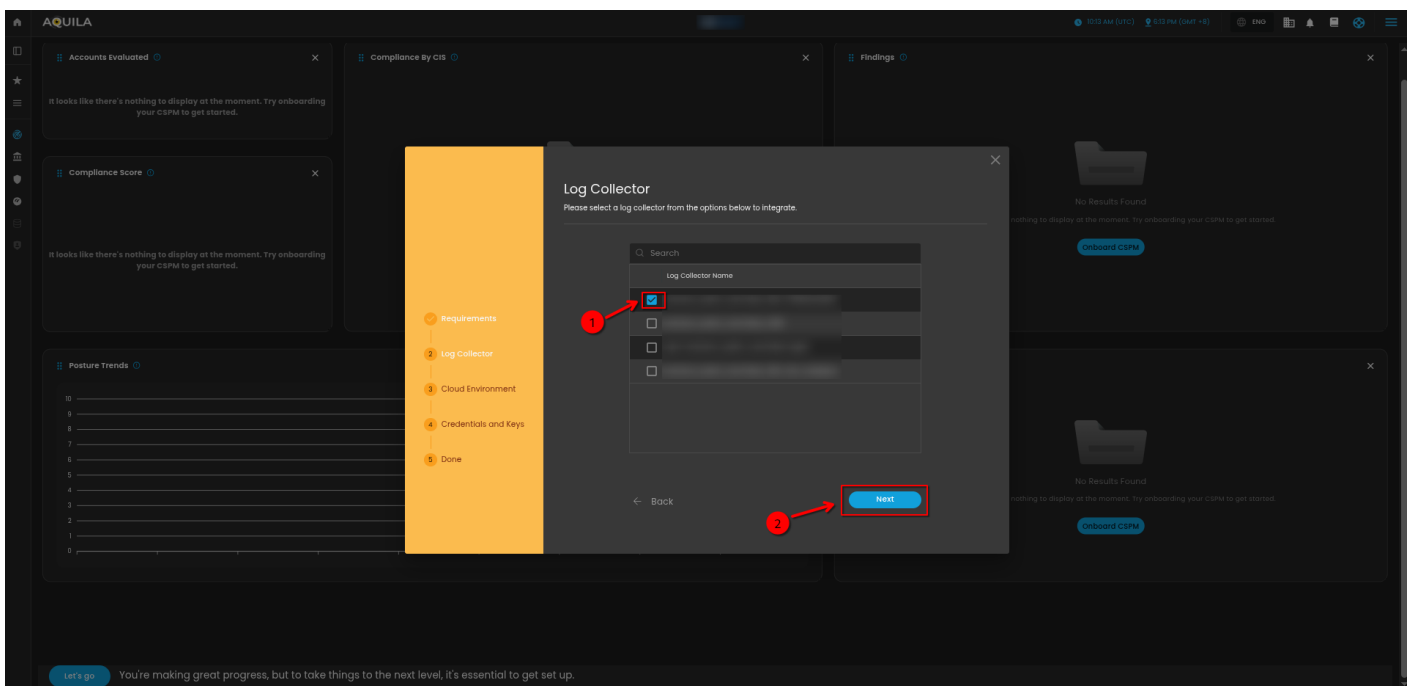 AQUILA
10:13 AM (UTC)
6:13 PM (GMT +8)
ENG
Accounts Evaluated
It looks like there's nothing to display at the moment. Try onboarding
your CSPM to get started.
Compliance By CIS
Findings
No Results Found
nothing to display at the moment. Try onboarding your CSPM to get started.
Onboard CSPM
Compliance Score
It looks like there's nothing to display at the moment. Try onboarding
your CSPM to get started.
Requirements
2 Log Collector
3 Cloud Environment
4 Credentials and Keys
5 Done
Log Collector
Please select a log collector from the options below to integrate.
Search
Log Collector Name
1
Back
Next
2
Posture Trends
10
9
8
7
6
5
4
3
2
1
0
No Results Found
nothing to display at the moment. Try onboarding your CSPM to get started.
Onboard CSPM
Let's go
You're making great progress, but to take things to the next level, it's essential to get set up.